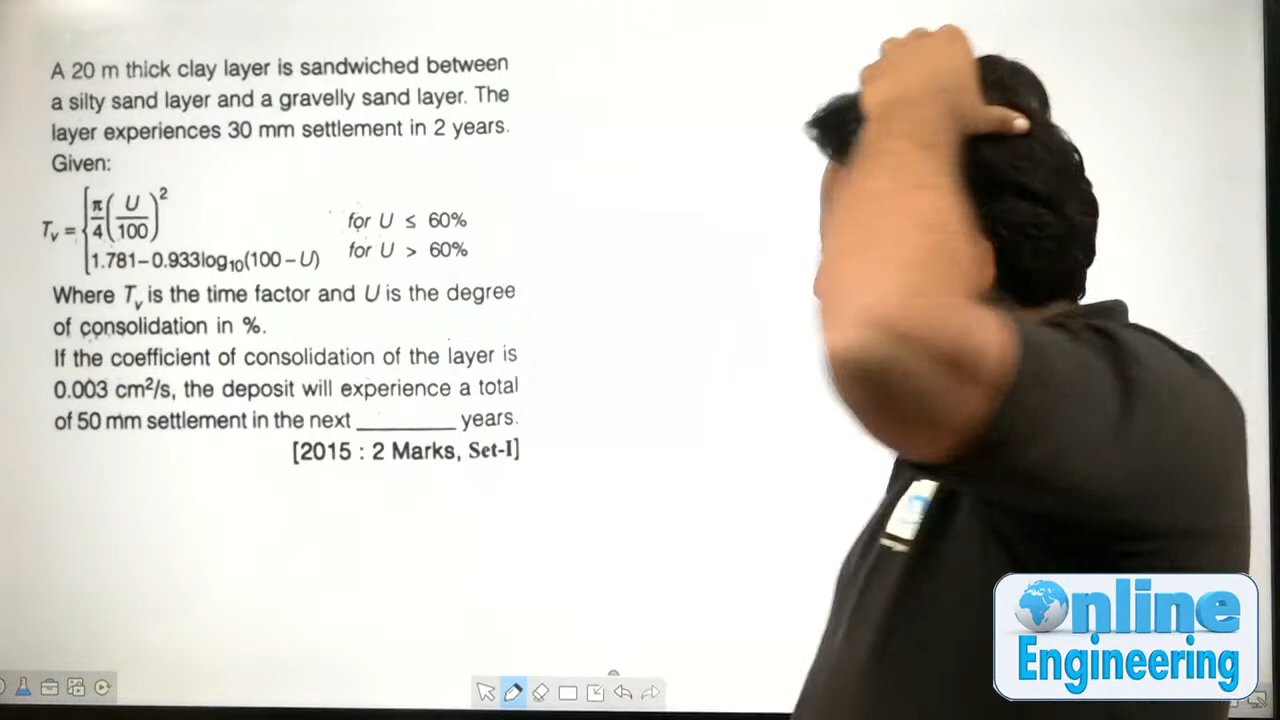 A 20 m thick clay layer is sandwiched between
a silty sand layer and a gravelly sand layer. The
layer experiences 30 mm settlement in 2 years.
Given:
T_v = { π/4 (U/100)^2 for U ≤ 60%
1.781–0.933log₁₀(100 – U) for U > 60%
Where T_v is the time factor and U is the degree
of consolidation in %.
If the coefficient of consolidation of the layer is
0.003 cm²/s, the deposit will experience a total
of 50 mm settlement in the next ________ years.
[2015 : 2 Marks, Set-I]
Online
Engineering